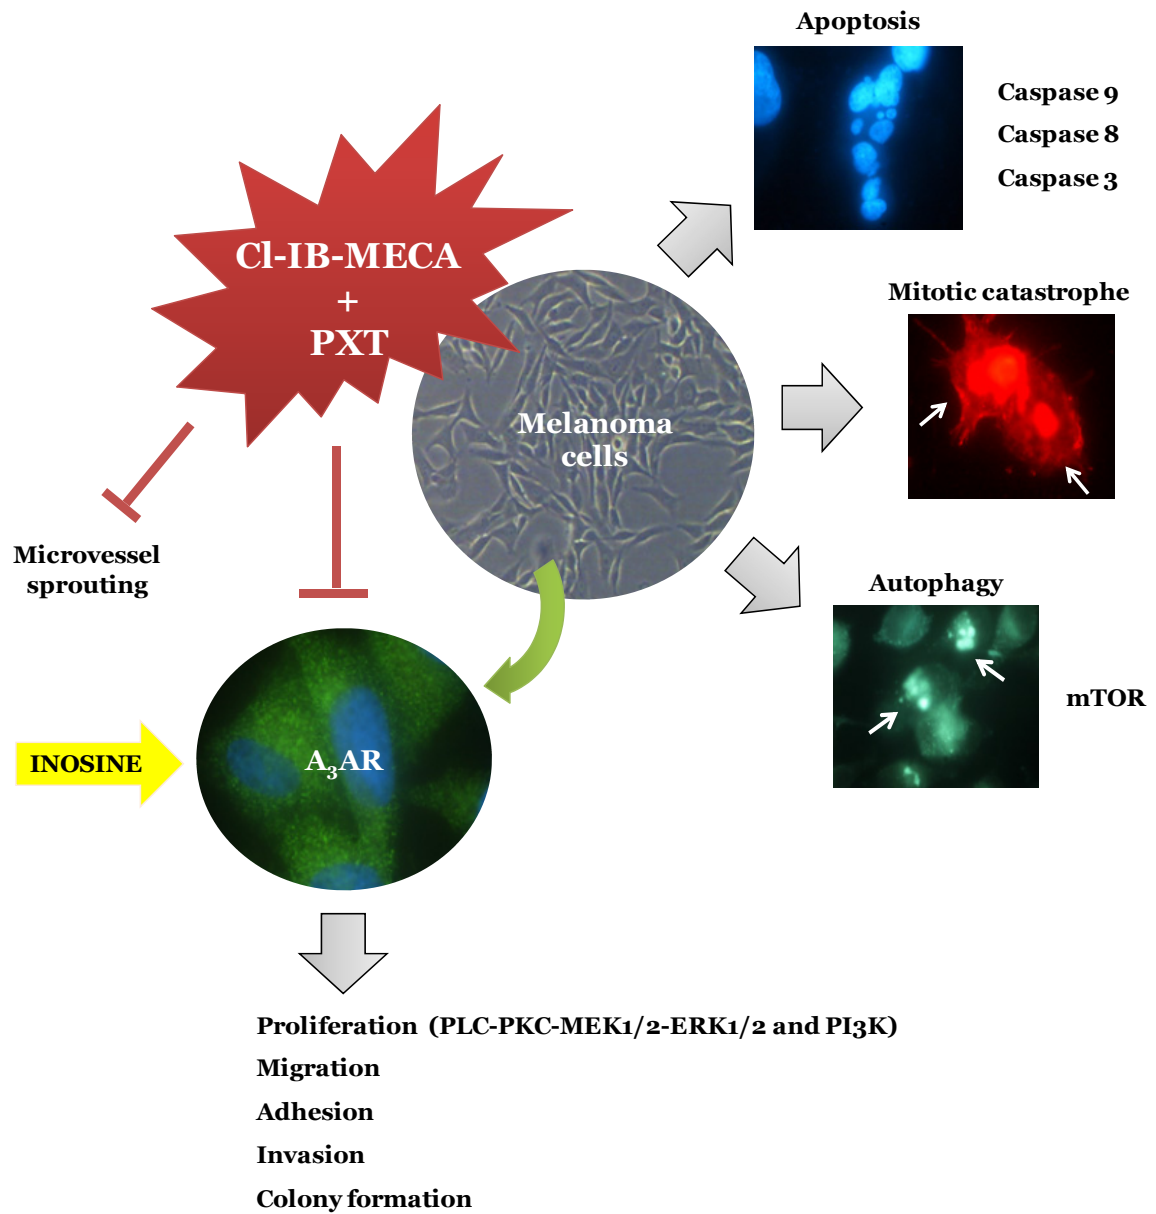 Apoptosis
Caspase 9
Caspase 8
Caspase 3
Cl-IB-MECA
+
PXT
Mitotic catastrophe
Melanoma
cells
Microvessel
sprouting
Autophagy
mTOR
INOSINE
A₃AR
Proliferation (PLC-PKC-MEK1/2-ERK1/2 and PI3K)
Migration
Adhesion
Invasion
Colony formation